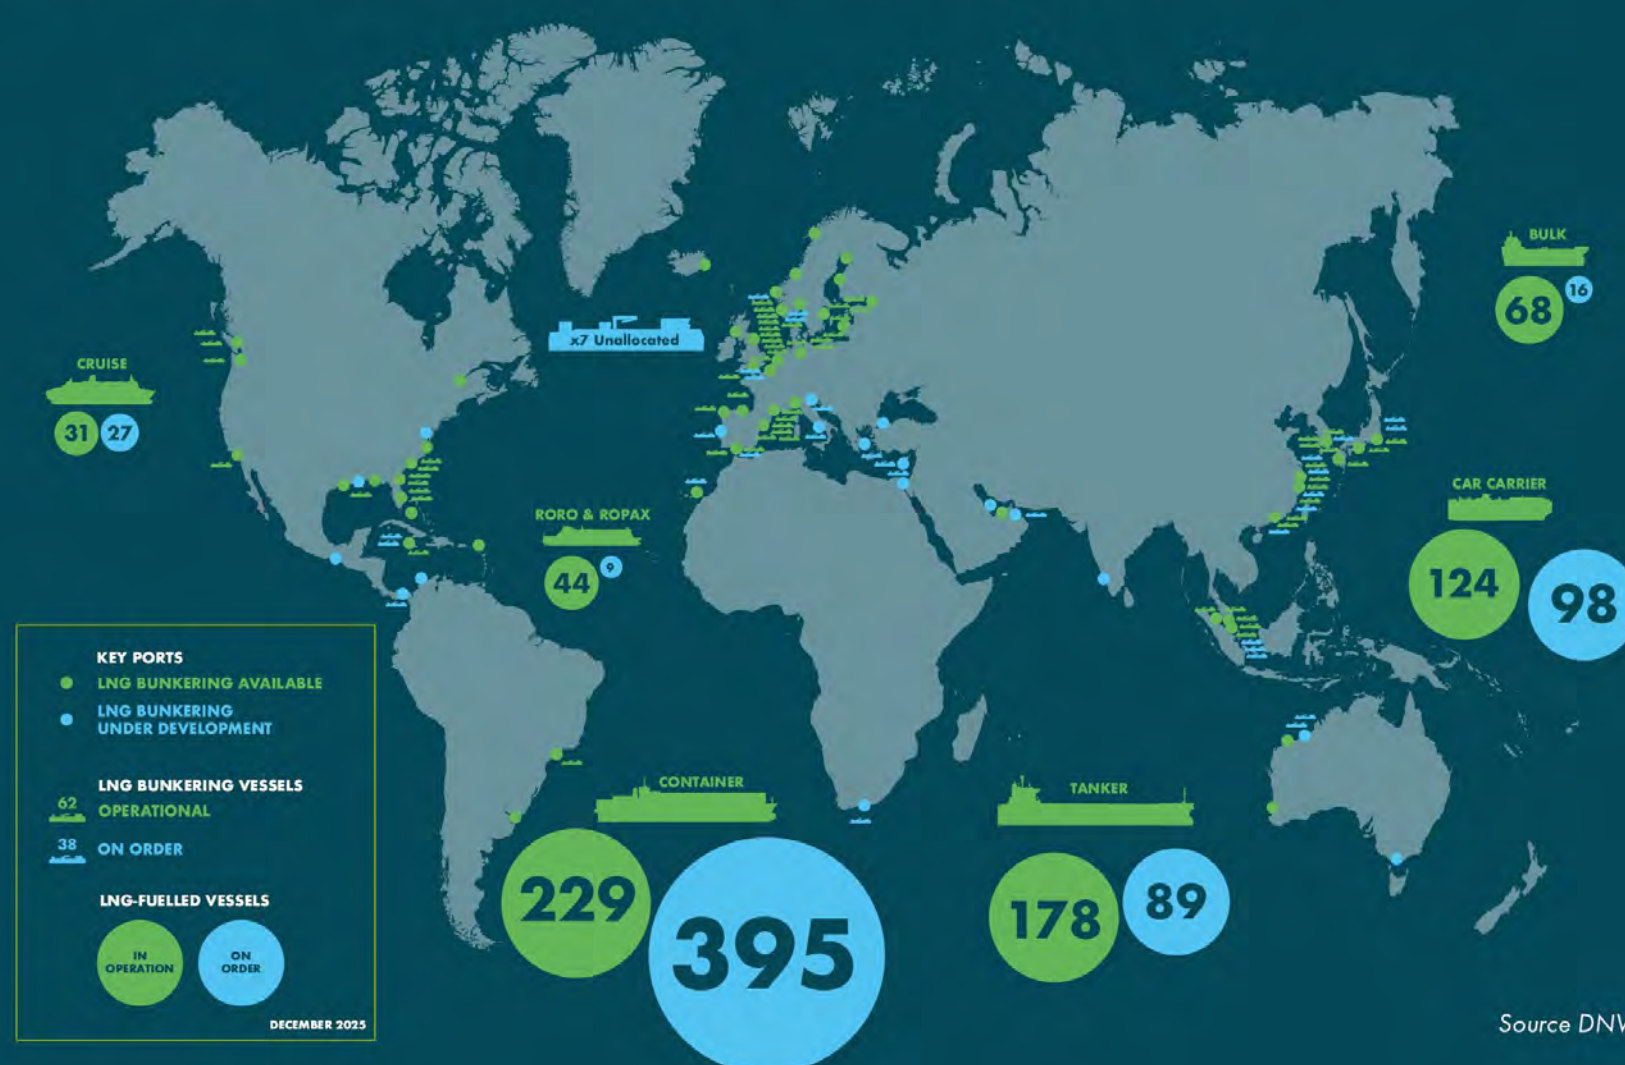 BULK
68
16
x7 Unallocated
CRUISE
31
27
CAR CARRIER
124
98
RORO & ROPAX
44
9
KEY PORTS
LNG BUNKERING AVAILABLE
LNG BUNKERING
UNDER DEVELOPMENT
LNG BUNKERING VESSELS
62
OPERATIONAL
38
ON ORDER
LNG-FUELLED VESSELS
IN
OPERATION
ON
ORDER
DECEMBER 2025
CONTAINER
229
395
TANKER
178
89
Source DNV